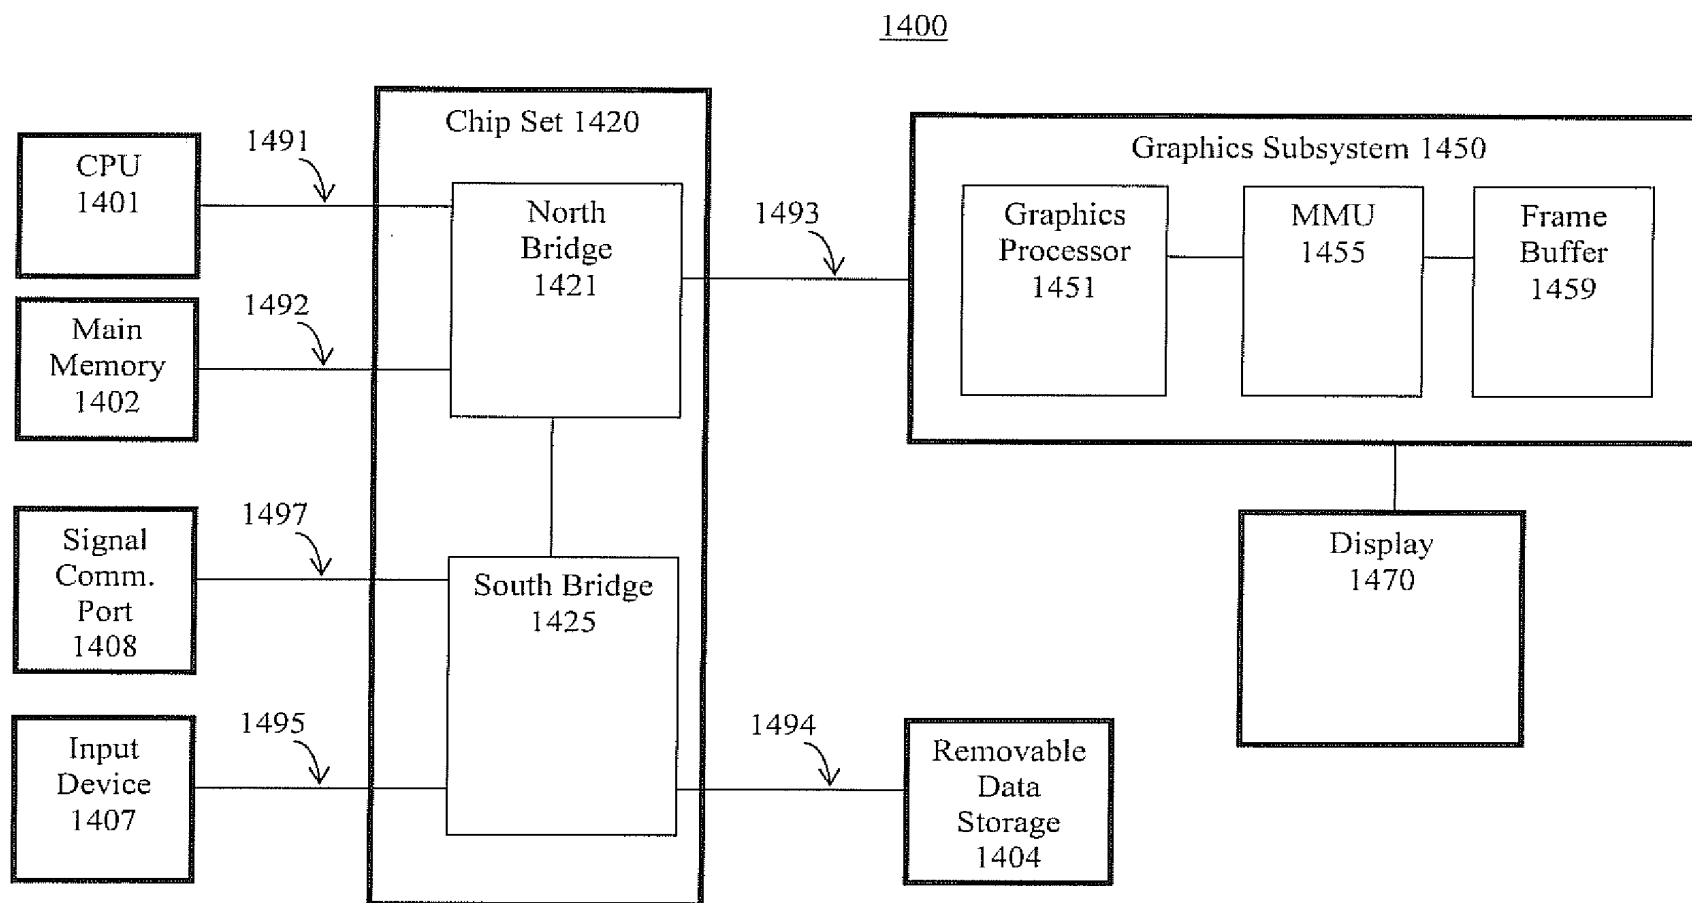 1400
CPU
1401
1491
Main
Memory
1402
1492
Signal
Comm.
Port
1408
1497
Input
Device
1407
1495
Chip Set 1420
North
Bridge
1421
South Bridge
1425
1493
Graphics Subsystem 1450
Graphics
Processor
1451
MMU
1455
Frame
Buffer
1459
Display
1470
1494
Removable
Data
Storage
1404